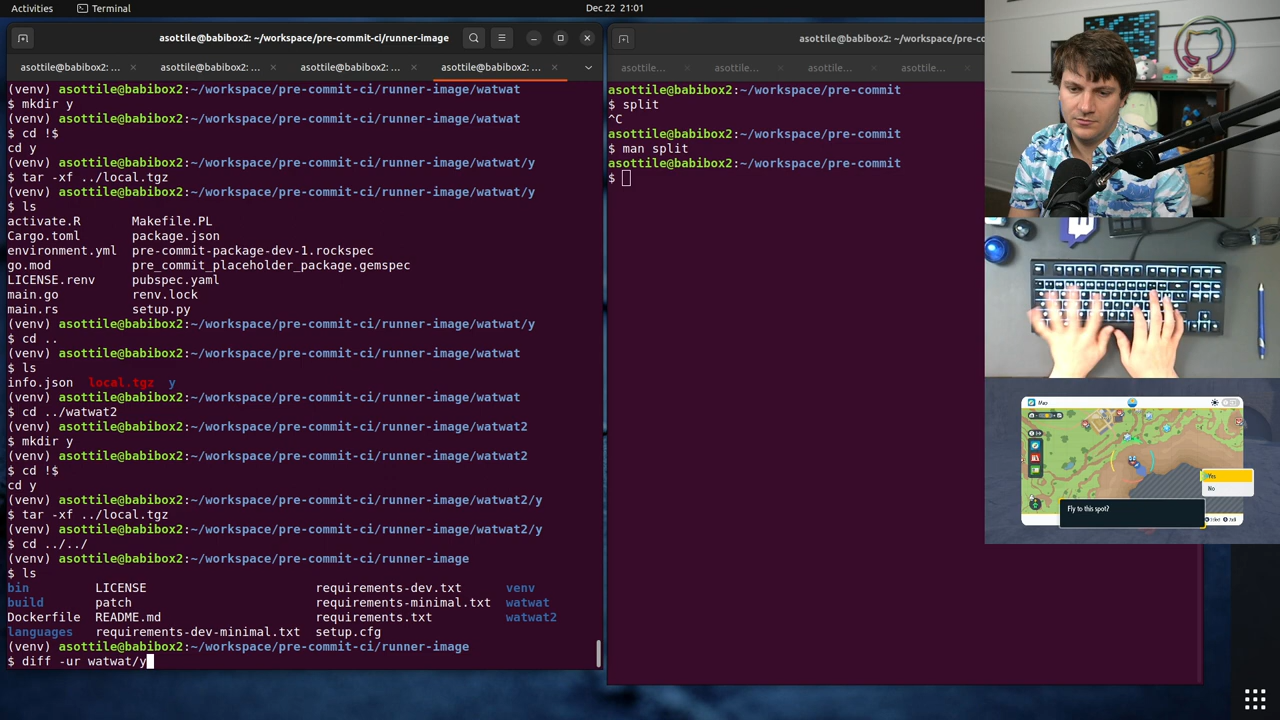 Activities
Terminal
Dec 22 21:01
asottile@babibox2: ~/workspace/pre-commit-ci/runner-image
asottile@babibox2: ~/workspace/pre-co
asottile@babibox2: ~/... asottile@babibox2: ~/... asottile@babibox2: ~/... asottile@babibox2: ~/...
asottile... asottile... asottile... asottile...
(venv) asottile@babibox2:~/workspace/pre-commit-ci/runner-image/watwat
$ mkdir y
(venv) asottile@babibox2:~/workspace/pre-commit-ci/runner-image/watwat
$ cd !$
cd y
(venv) asottile@babibox2:~/workspace/pre-commit-ci/runner-image/watwat/y
$ tar -xf ../local.tgz
(venv) asottile@babibox2:~/workspace/pre-commit-ci/runner-image/watwat/y
$ ls
activate.R Makefile.PL
Cargo.toml package.json
environment.yml pre-commit-package-dev-1.rockspec
go.mod pre_commit_placeholder_package.gemspec
LICENSE.renv pubspec.yaml
main.go renv.lock
main.rs setup.py
(venv) asottile@babibox2:~/workspace/pre-commit-ci/runner-image/watwat/y
$ cd ..
(venv) asottile@babibox2:~/workspace/pre-commit-ci/runner-image/watwat
$ ls
info.json local.tgz y
(venv) asottile@babibox2:~/workspace/pre-commit-ci/runner-image/watwat
$ cd ../watwat2
(venv) asottile@babibox2:~/workspace/pre-commit-ci/runner-image/watwat2
$ mkdir y
(venv) asottile@babibox2:~/workspace/pre-commit-ci/runner-image/watwat2
$ cd !$
cd y
(venv) asottile@babibox2:~/workspace/pre-commit-ci/runner-image/watwat2/y
$ tar -xf ../local.tgz
(venv) asottile@babibox2:~/workspace/pre-commit-ci/runner-image/watwat2/y
$ cd ../../
(venv) asottile@babibox2:~/workspace/pre-commit-ci/runner-image
$ ls
bin LICENSE requirements-dev.txt venv
build patch requirements-minimal.txt watwat
Dockerfile README.md requirements.txt watwat2
languages requirements-dev-minimal.txt setup.cfg
(venv) asottile@babibox2:~/workspace/pre-commit-ci/runner-image
$ diff -ur watwat/y
asottile@babibox2:~/workspace/pre-commit
$ split
^C
asottile@babibox2:~/workspace/pre-commit
$ man split
asottile@babibox2:~/workspace/pre-commit
$
Map
Yes
No
Fly to this spot?